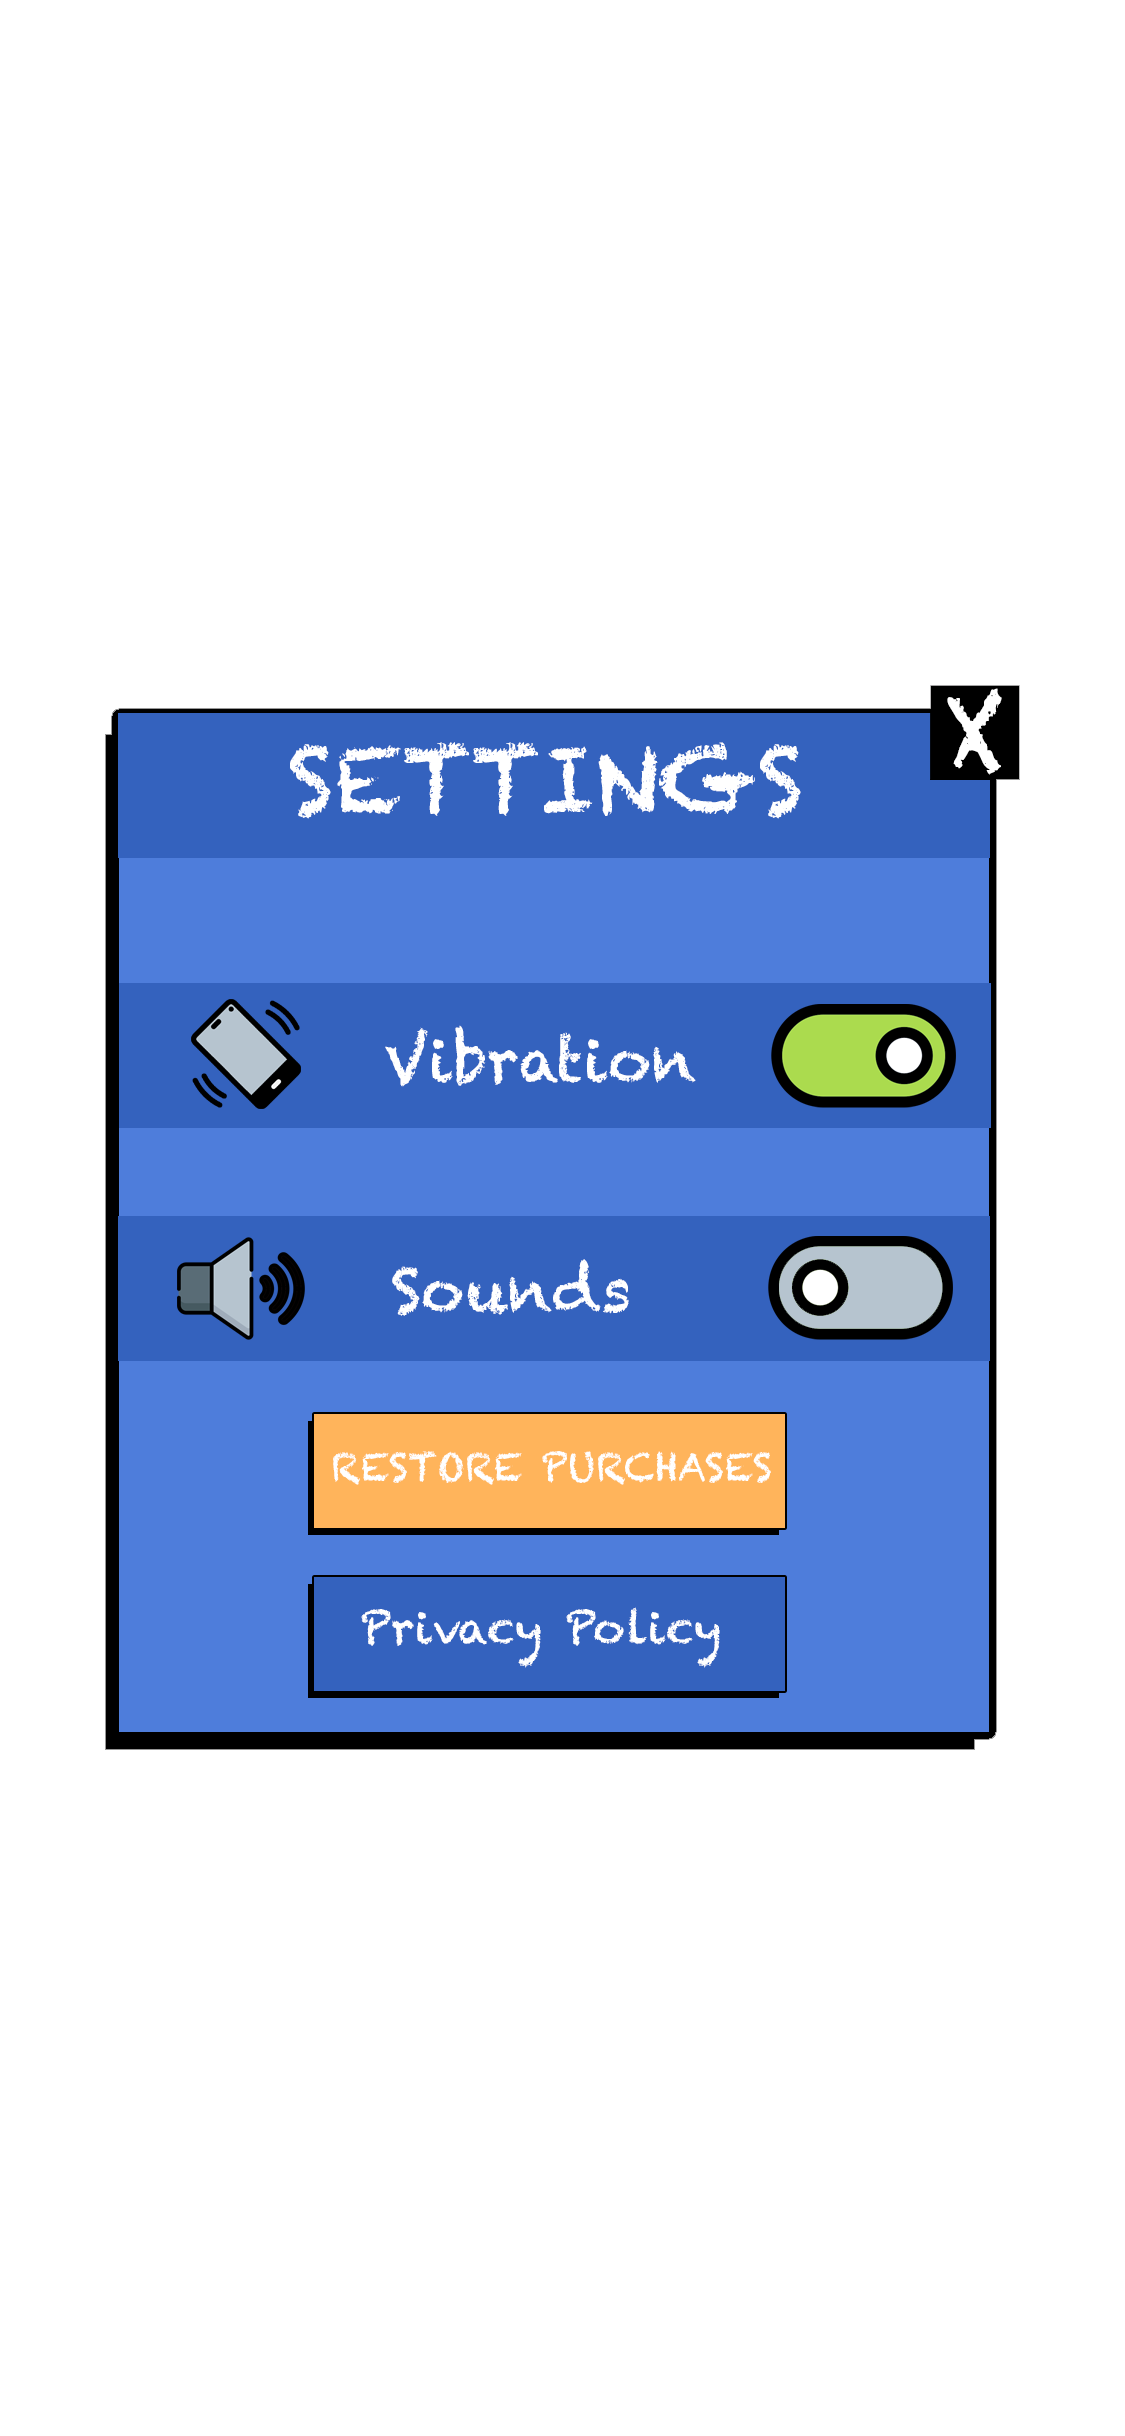 X
SETTINGS
Vibration
Sounds
RESTORE PURCHASES
Privacy Policy